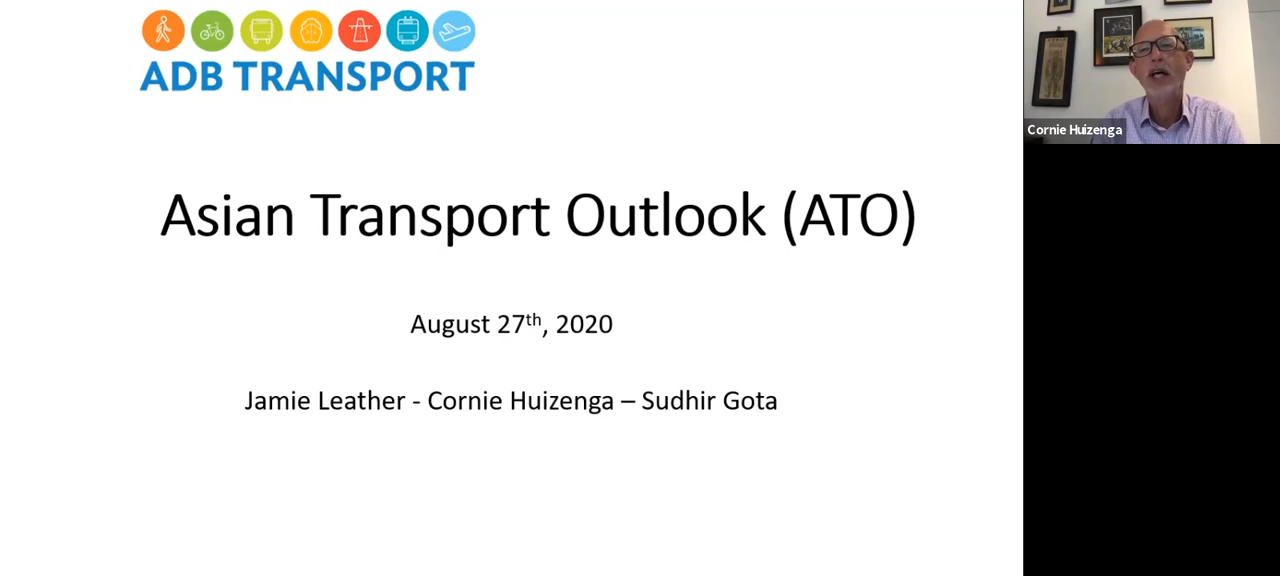 ADB TRANSPORT
Cornie Huizenga
Asian Transport Outlook (ATO)
August 27th, 2020
Jamie Leather - Cornie Huizenga – Sudhir Gota